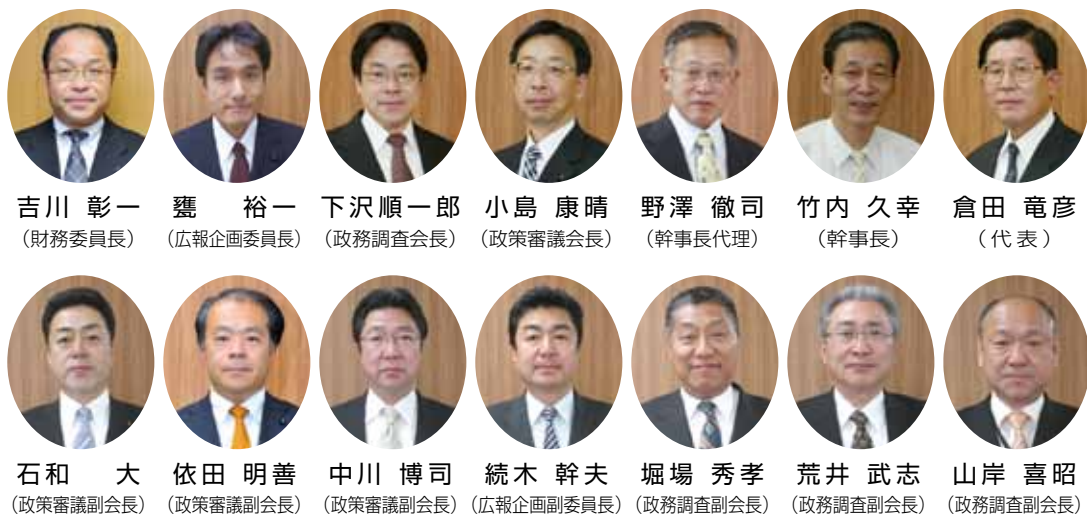 吉川 彰一 甕 裕一 下沢順一郎 小島 康晴 野澤 徹司 竹内 久幸 倉田 竜彦
（財務委員長） （広報企画委員長） （政務調査会長） （政策審議会長） （幹事長代理） （幹事長） （代 表）
石和 大 依田 明善 中川 博司 続木 幹夫 堀場 秀孝 荒井 武志 山岸 喜昭
（政策審議副会長） （政策審議副会長） （政策審議副会長） （広報企画副委員長） （政務調査副会長） （政務調査副会長） （政務調査副会長）